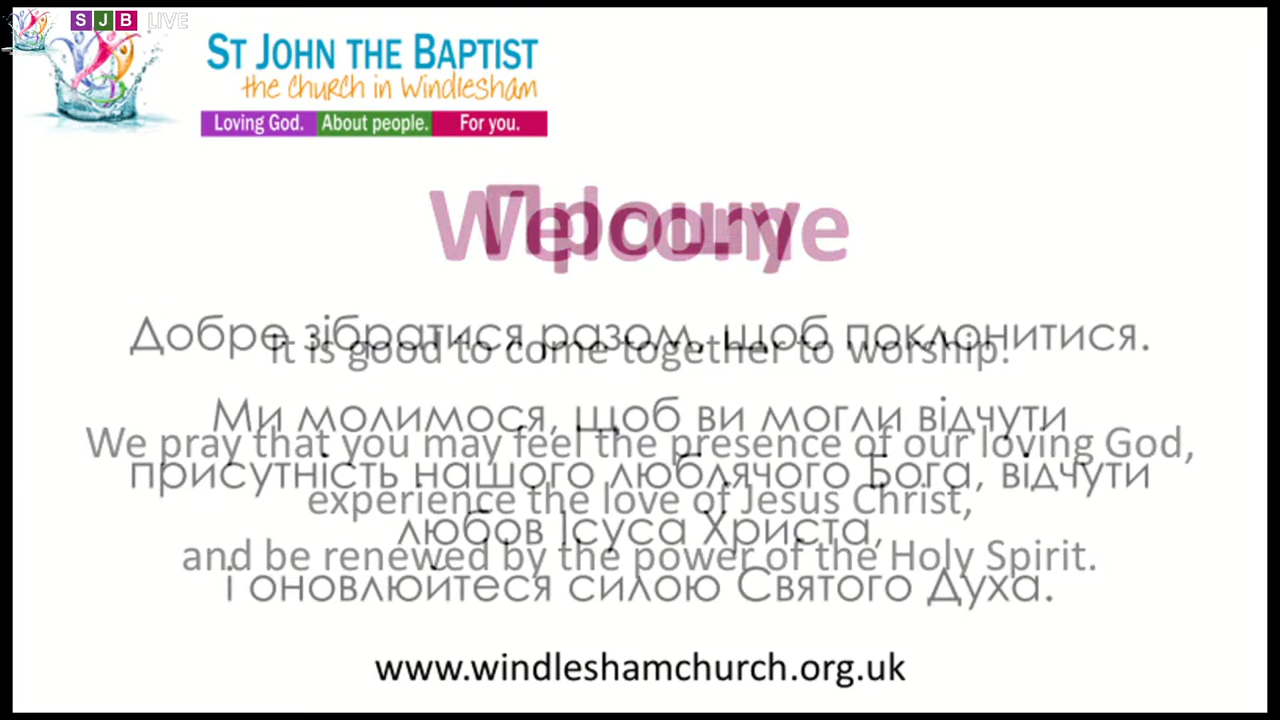 SJB LIVE
ST JOHN THE BAPTIST
the church in Windlesham
Loving God. About people. For you.
Welcome
Прошу
Добре зібратися разом, щоб поклонитися.
It is good to come together to worship.
Ми молимося, щоб ви могли відчути
We pray that you may feel the presence of our loving God,
присутність нашого люблячого Бога, відчути
experience the love of Jesus Christ,
любов Ісуса Христа,
and be renewed by the power of the Holy Spirit.
і оновлюйтеся силою Святого Духа.
www.windleshamchurch.org.uk